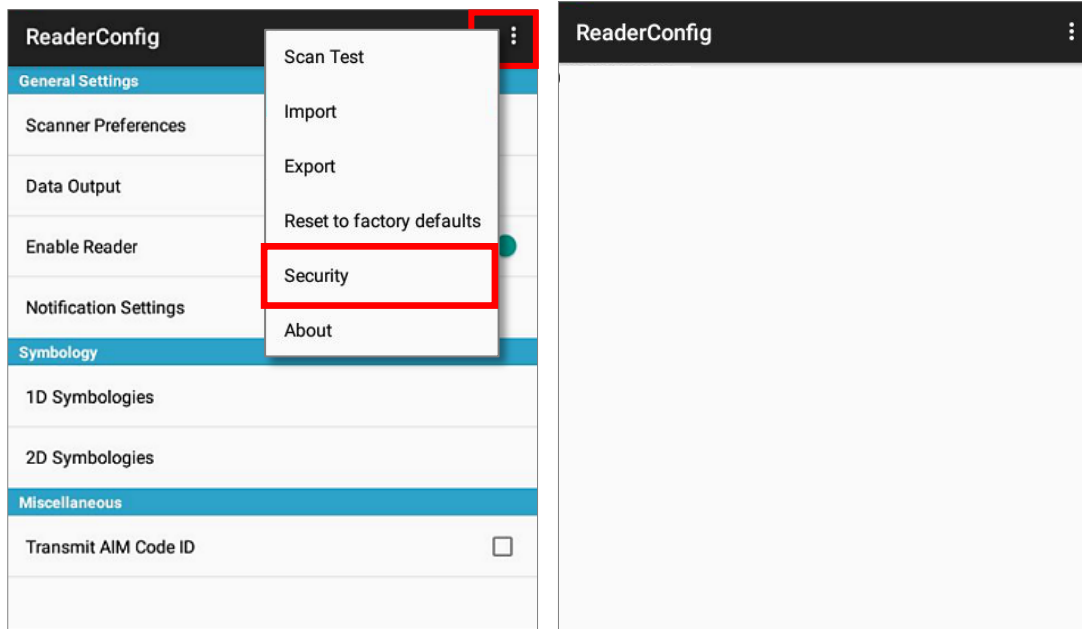 ReaderConfig
Scan Test
Import
Export
Reset to factory defaults
Security
About
General Settings
Scanner Preferences
Data Output
Enable Reader
Notification Settings
Symbology
1D Symbologies
2D Symbologies
Miscellaneous
Transmit AIM Code ID
ReaderConfig